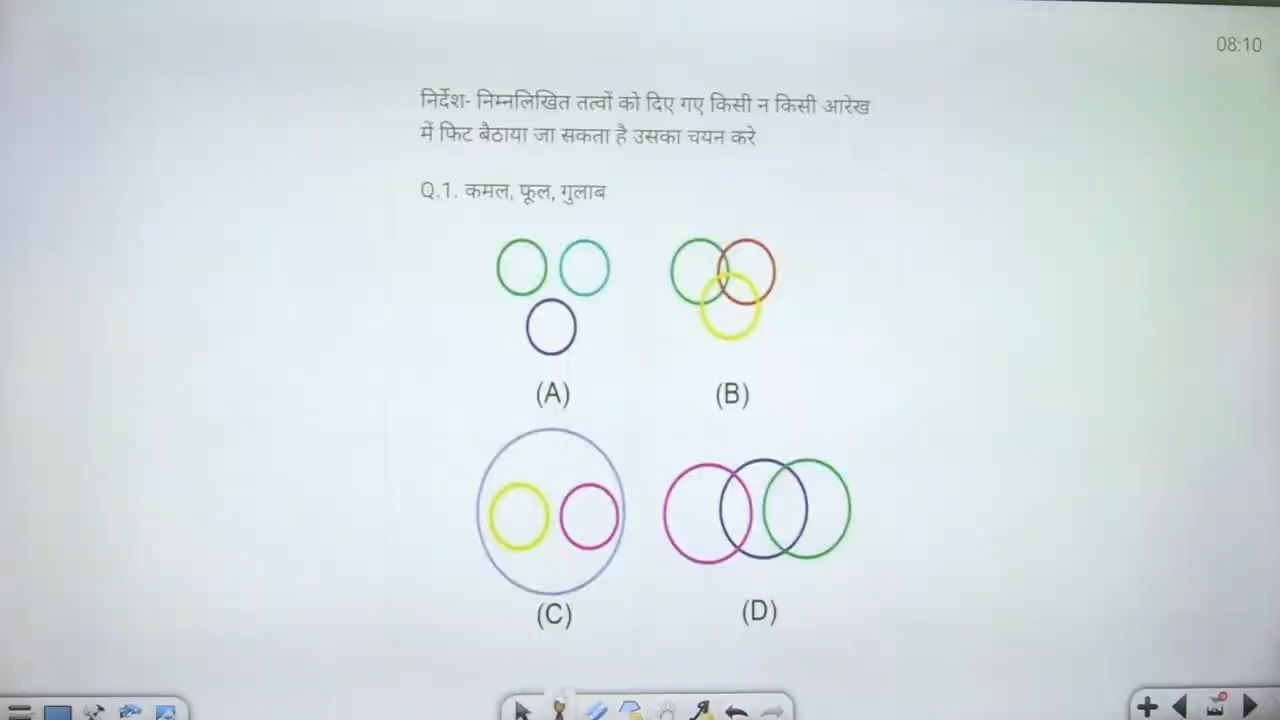 08:10
निर्देश- निम्नलिखित तत्वों को दिए गए किसी न किसी आरेख
में फिट बैठाया जा सकता है उसका चयन करे
Q.1. कमल, फूल, गुलाब
(A)
(B)
(C)
(D)